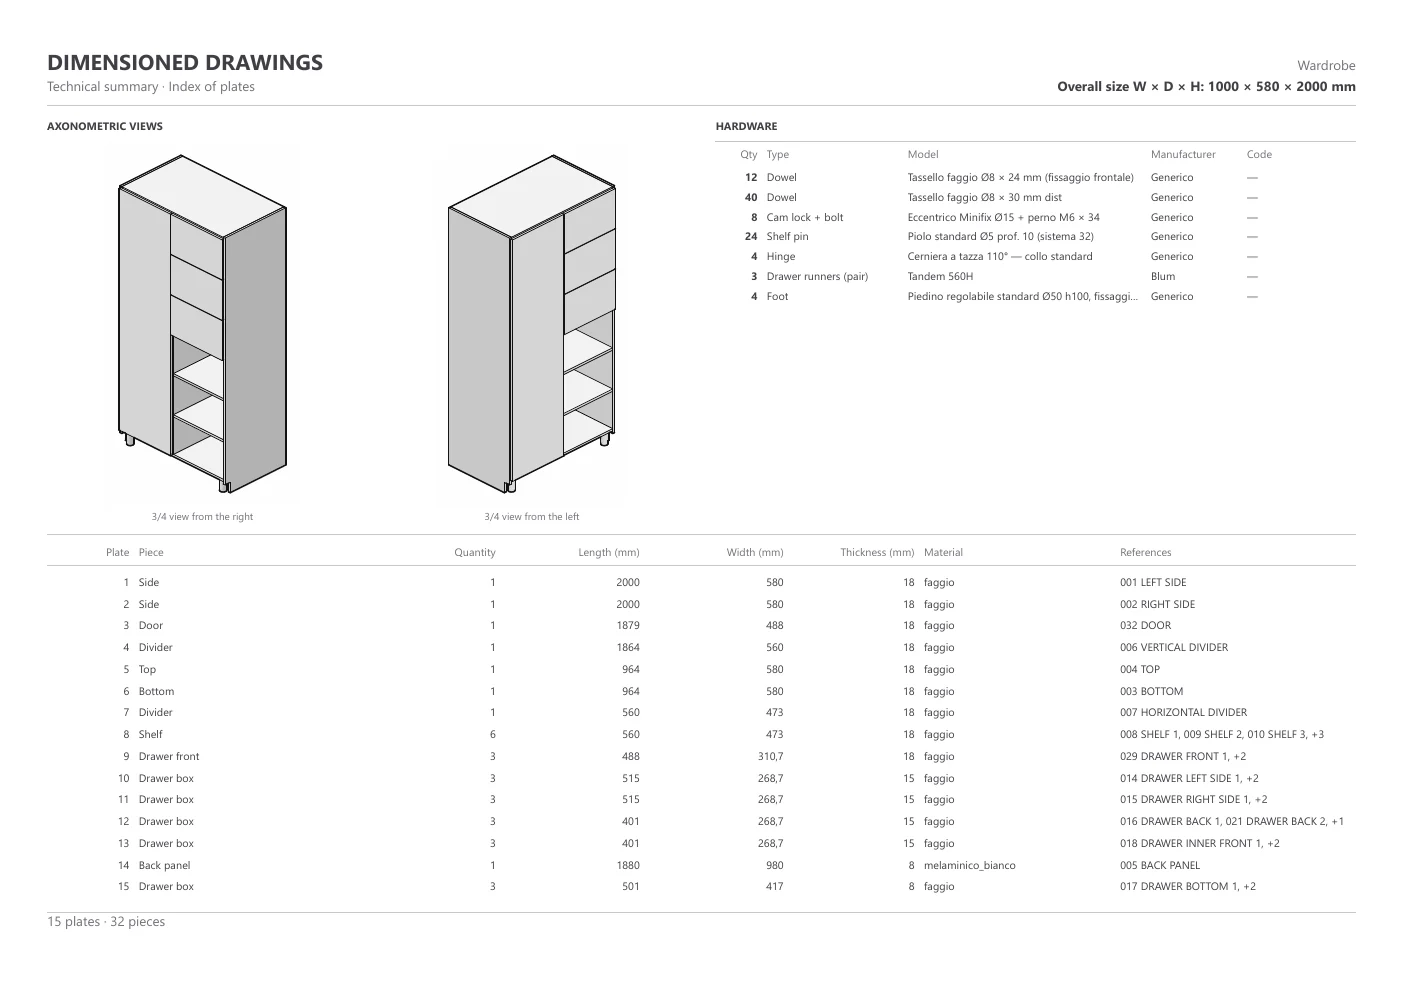 DIMENSIONED DRAWINGS
Technical summary · Index of plates
Wardrobe
Overall size W × D × H: 1000 × 580 × 2000 mm
AXONOMETRIC VIEWS
3/4 view from the right
3/4 view from the left
HARDWARE
Qty Type Model Manufacturer Code
12 Dowel Tassello faggio Ø8 × 24 mm (fissaggio frontale) Generico —
40 Dowel Tassello faggio Ø8 × 30 mm dist Generico —
8 Cam lock + bolt Eccentrico Minifix Ø15 + perno M6 × 34 Generico —
24 Shelf pin Piolo standard Ø5 prof. 10 (sistema 32) Generico —
4 Hinge Cerniera a tazza 110° — collo standard Generico —
3 Drawer runners (pair) Tandem 560H Blum —
4 Foot Piedino regolabile standard Ø50 h100, fissaggi... Generico —
Plate Piece Quantity Length (mm) Width (mm) Thickness (mm) Material References
1 Side 1 2000 580 18 faggio 001 LEFT SIDE
2 Side 1 2000 580 18 faggio 002 RIGHT SIDE
3 Door 1 1879 488 18 faggio 032 DOOR
4 Divider 1 1864 560 18 faggio 006 VERTICAL DIVIDER
5 Top 1 964 580 18 faggio 004 TOP
6 Bottom 1 964 580 18 faggio 003 BOTTOM
7 Divider 1 560 473 18 faggio 007 HORIZONTAL DIVIDER
8 Shelf 6 560 473 18 faggio 008 SHELF 1, 009 SHELF 2, 010 SHELF 3, +3
9 Drawer front 3 488 310,7 18 faggio 029 DRAWER FRONT 1, +2
10 Drawer box 3 515 268,7 15 faggio 014 DRAWER LEFT SIDE 1, +2
11 Drawer box 3 515 268,7 15 faggio 015 DRAWER RIGHT SIDE 1, +2
12 Drawer box 3 401 268,7 15 faggio 016 DRAWER BACK 1, 021 DRAWER BACK 2, +1
13 Drawer box 3 401 268,7 15 faggio 018 DRAWER INNER FRONT 1, +2
14 Back panel 1 1880 980 8 melaminico_bianco 005 BACK PANEL
15 Drawer box 3 501 417 8 faggio 017 DRAWER BOTTOM 1, +2
15 plates · 32 pieces